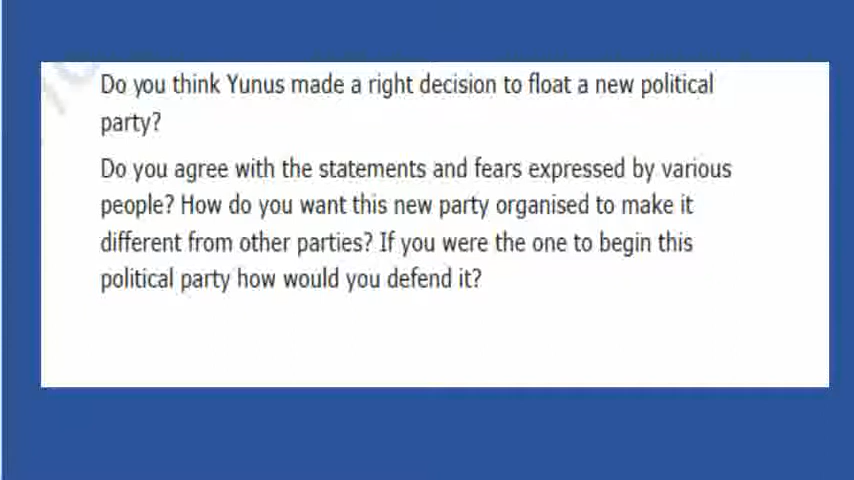 Do you think Yunus made a right decision to float a new political
party?
Do you agree with the statements and fears expressed by various
people? How do you want this new party organised to make it
different from other parties? If you were the one to begin this
political party how would you defend it?